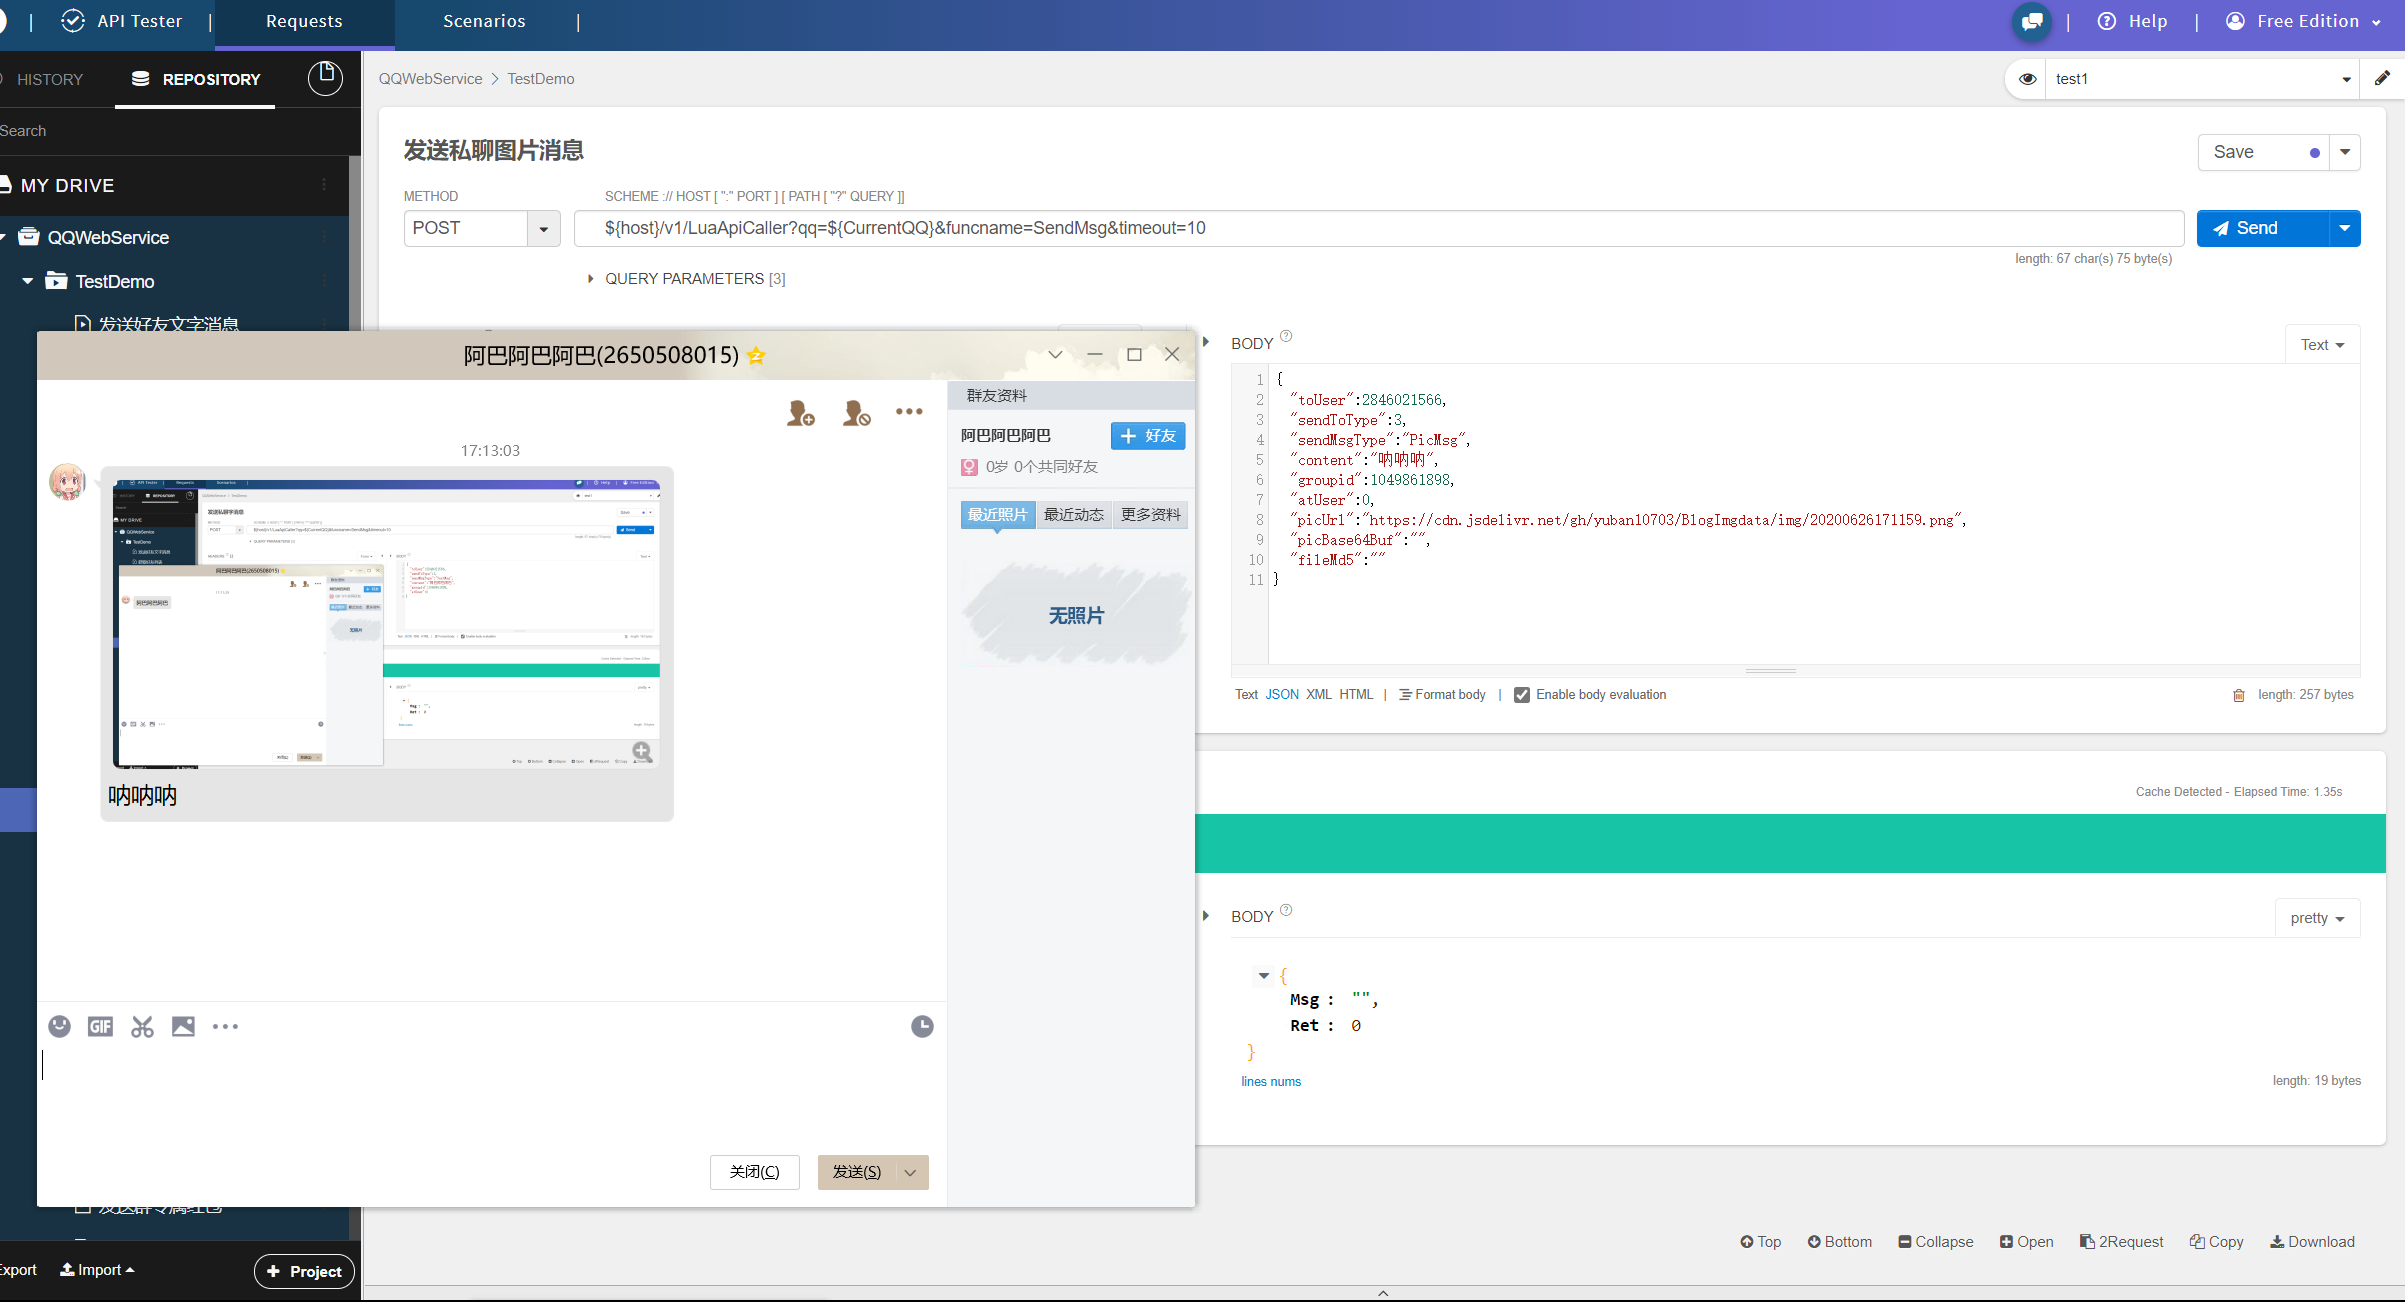 API Tester
Requests
Scenarios
Help
Free Edition
HISTORY
REPOSITORY
QQWebService > TestDemo
test1
Search
发送私聊图片消息
Save
MY DRIVE
METHOD
SCHEME :// HOST [ ":" PORT ] [ PATH [ "?" QUERY ]]
QQWebService
POST
${host}/v1/LuaApiCaller?qq=${CurrentQQ}&funcname=SendMsg&timeout=10
Send
length: 67 char(s) 75 byte(s)
TestDemo
QUERY PARAMETERS [3]
发送好友文字消息
阿巴阿巴阿巴(2650508015)
群友资料
阿巴阿巴阿巴
好友
0岁 0个共同好友
最近照片
最近动态
更多资料
无照片
17:13:03
呐呐呐
GIF
关闭(C)
发送(S)
BODY
Text
1 {
2 "toUser":2846021566,
3 "sendToType":3,
4 "sendMsgType":"PicMsg",
5 "content":"呐呐呐",
6 "groupid":1049861898,
7 "atUser":0,
8 "picUrl":"https://cdn.jsdelivr.net/gh/yuban10703/BlogImgdata/img/20200626171159.png",
9 "picBase64Buf":"",
10 "fileMd5":""
11 }
Text JSON XML HTML | Format body | Enable body evaluation
length: 257 bytes
Cache Detected - Elapsed Time: 1.35s
BODY
pretty
{
Msg : "",
Ret : 0
}
lines nums
length: 19 bytes
发送群专属红包
Top
Bottom
Collapse
Open
2Request
Copy
Download
xport
Import
+ Project